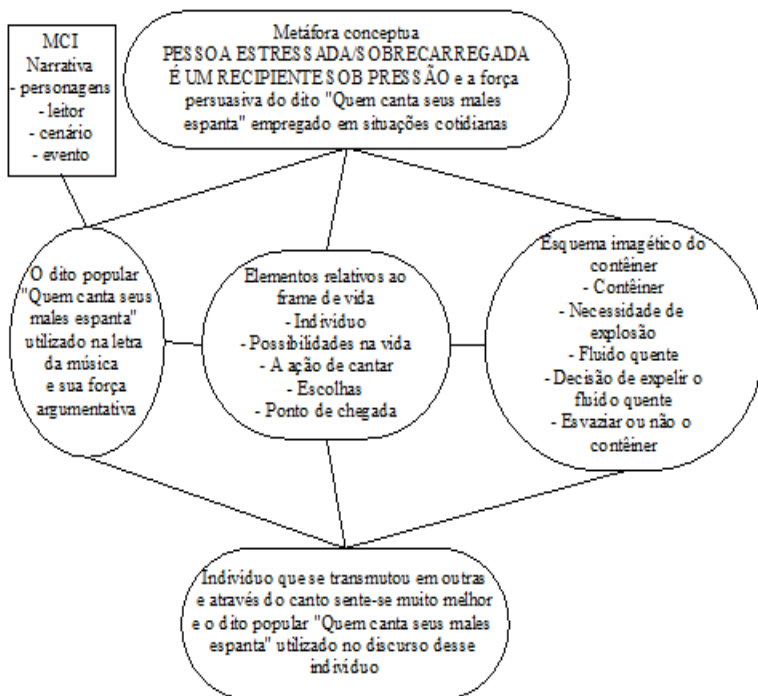 MCI
Narrativa
- personagens
- leitor
- cenário
- evento
Metáfora conceptua
PESSOA ESTRESSADA/SOBRECARREGADA
É UM RECIPIENTE SOB PRESSÃO e a força
persuasiva do dito "Quem canta seus males
espanta" empregado em situações cotidianas
O dito
popular
"Quem canta seus
males espanta"
utilizado na letra
da música
e sua força
argumentativa
Elementos relativos ao
frame de vida
- Indivíduo
- Possibilidades na vida
- A ação de cantar
- Escolhas
- Ponto de chegada
Esquema imagético do
contêiner
- Contêiner
- Necessidade de
explosão
- Fluido quente
- Decisão de expelir o
fluido quente
- Esvaziar ou não o
contêiner
Indivíduo que se transmutou em outras
e através do canto sente-se muito melhor
e o dito popular "Quem canta seus males
espanta" utilizado no discurso desse
indivíduo